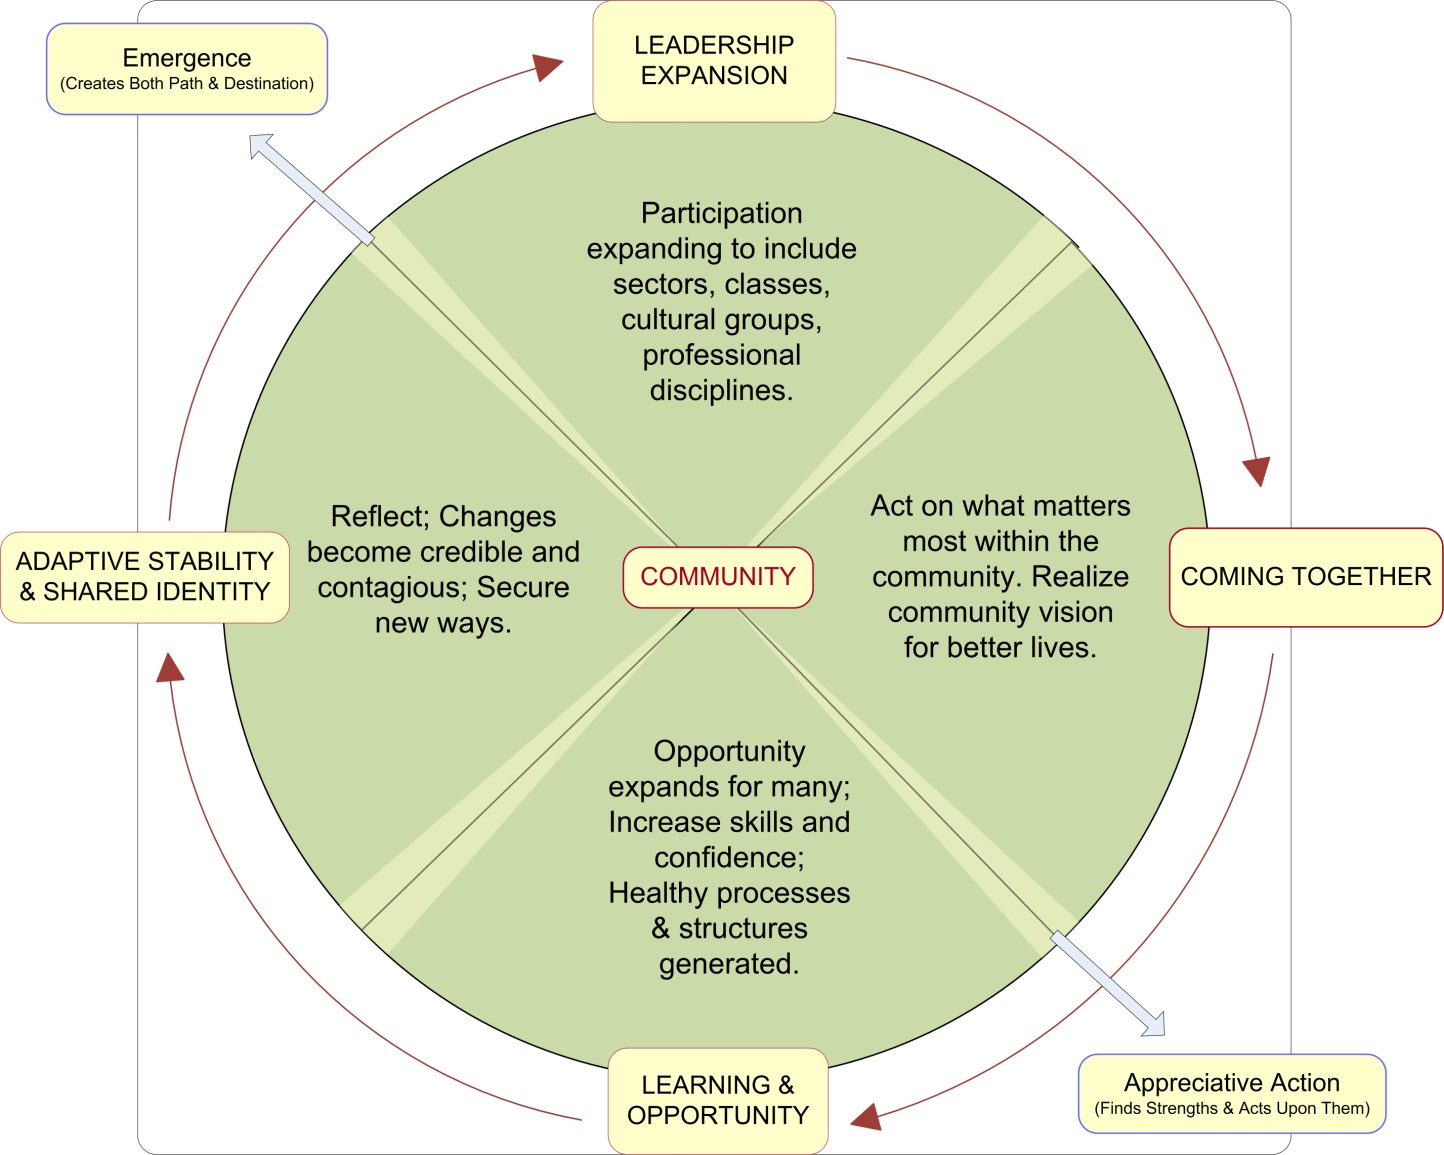 Emergence
(Creates Both Path & Destination)
LEADERSHIP
EXPANSION
Participation
expanding to include
sectors, classes,
cultural groups,
professional
disciplines.
Reflect; Changes
become credible and
contagious; Secure
new ways.
ADAPTIVE STABILITY
& SHARED IDENTITY
COMMUNITY
Act on what matters
most within the
community. Realize
community vision
for better lives.
COMING TOGETHER
Opportunity
expands for many;
Increase skills and
confidence;
Healthy processes
& structures
generated.
LEARNING &
OPPORTUNITY
Appreciative Action
(Finds Strengths & Acts Upon Them)